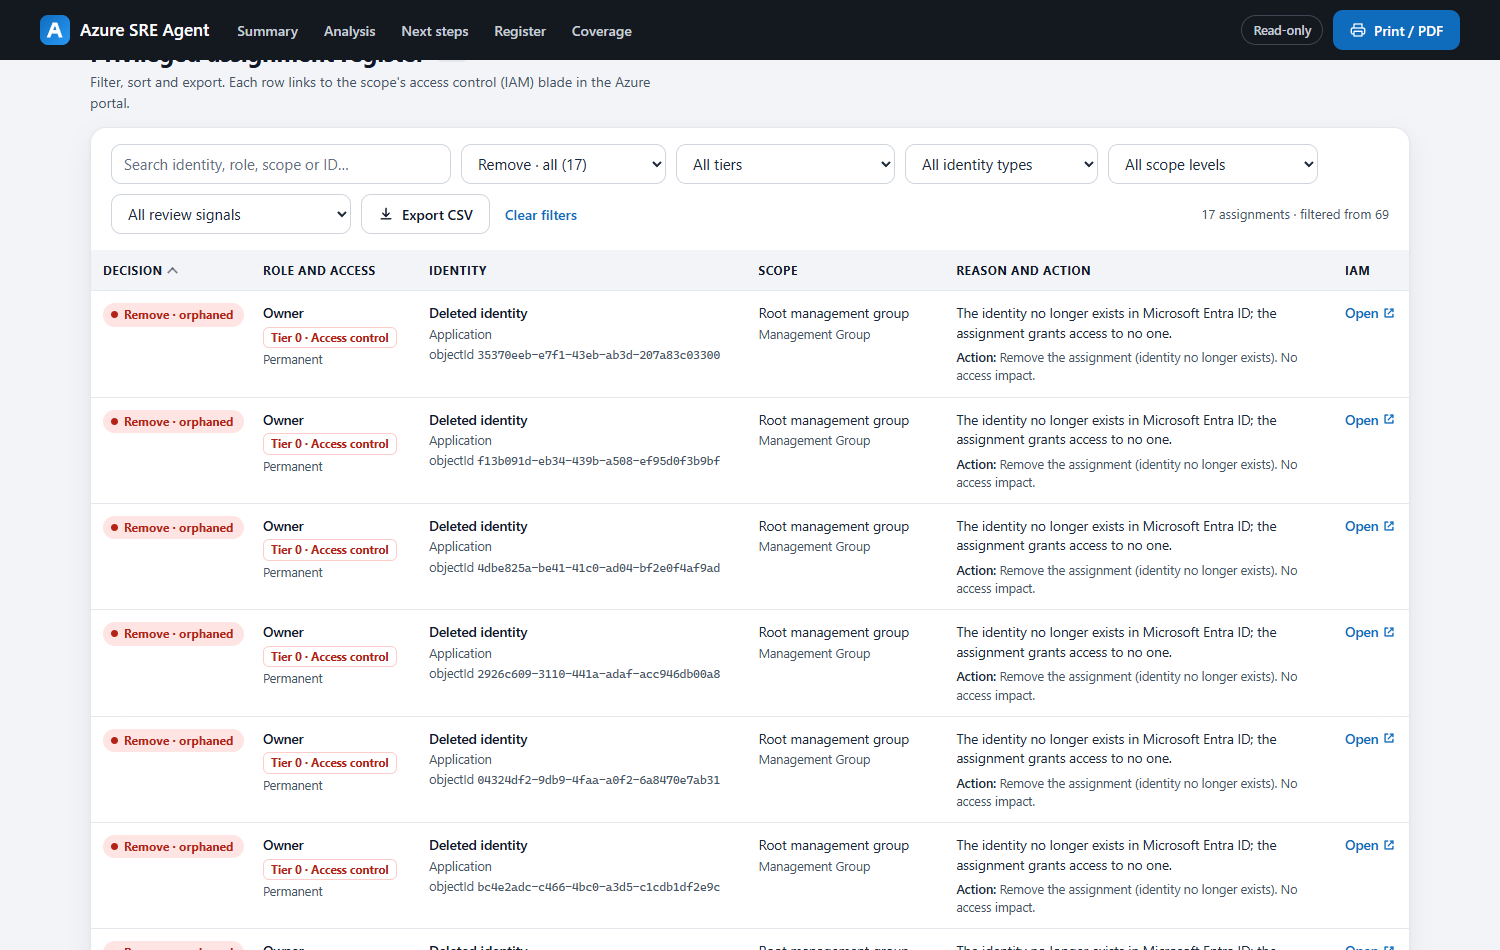 Azure SRE Agent
Summary
Analysis
Next steps
Register
Coverage
Read-only
Print / PDF
Privileged assignment register
Filter, sort and export. Each row links to the scope's access control (IAM) blade in the Azure
portal.
Search identity, role, scope or ID...
Remove · all (17)
All tiers
All identity types
All scope levels
All review signals
Export CSV
Clear filters
17 assignments · filtered from 69
DECISION
ROLE AND ACCESS
IDENTITY
SCOPE
REASON AND ACTION
IAM
Remove · orphaned
Owner
Tier 0 · Access control
Permanent
Deleted identity
Application
objectId 35370eeb-e7f1-43eb-ab3d-207a83c03300
Root management group
Management Group
The identity no longer exists in Microsoft Entra ID; the
assignment grants access to no one.
Action: Remove the assignment (identity no longer exists). No
access impact.
Open
Remove · orphaned
Owner
Tier 0 · Access control
Permanent
Deleted identity
Application
objectId f13b091d-eb34-439b-a508-ef95d0f3b9bf
Root management group
Management Group
The identity no longer exists in Microsoft Entra ID; the
assignment grants access to no one.
Action: Remove the assignment (identity no longer exists). No
access impact.
Open
Remove · orphaned
Owner
Tier 0 · Access control
Permanent
Deleted identity
Application
objectId 4dbe825a-be41-41c0-ad04-bf2e0f4af9ad
Root management group
Management Group
The identity no longer exists in Microsoft Entra ID; the
assignment grants access to no one.
Action: Remove the assignment (identity no longer exists). No
access impact.
Open
Remove · orphaned
Owner
Tier 0 · Access control
Permanent
Deleted identity
Application
objectId 2926c609-3110-441a-adaf-acc946db00a8
Root management group
Management Group
The identity no longer exists in Microsoft Entra ID; the
assignment grants access to no one.
Action: Remove the assignment (identity no longer exists). No
access impact.
Open
Remove · orphaned
Owner
Tier 0 · Access control
Permanent
Deleted identity
Application
objectId 04324df2-9db9-4faa-a0f2-6a8470e7ab31
Root management group
Management Group
The identity no longer exists in Microsoft Entra ID; the
assignment grants access to no one.
Action: Remove the assignment (identity no longer exists). No
access impact.
Open
Remove · orphaned
Owner
Tier 0 · Access control
Permanent
Deleted identity
Application
objectId bc4e2adc-c466-4bc0-a3d5-c1cdb1df2e9c
Root management group
Management Group
The identity no longer exists in Microsoft Entra ID; the
assignment grants access to no one.
Action: Remove the assignment (identity no longer exists). No
access impact.
Open